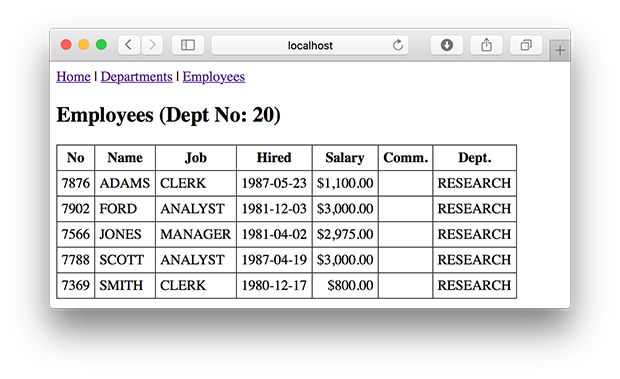 localhost
Home | Departments | Employees
Employees (Dept No: 20)
No Name Job Hired Salary Comm. Dept.
7876 ADAMS CLERK 1987-05-23 $1,100.00 RESEARCH
7902 FORD ANALYST 1981-12-03 $3,000.00 RESEARCH
7566 JONES MANAGER 1981-04-02 $2,975.00 RESEARCH
7788 SCOTT ANALYST 1987-04-19 $3,000.00 RESEARCH
7369 SMITH CLERK 1980-12-17 $800.00 RESEARCH